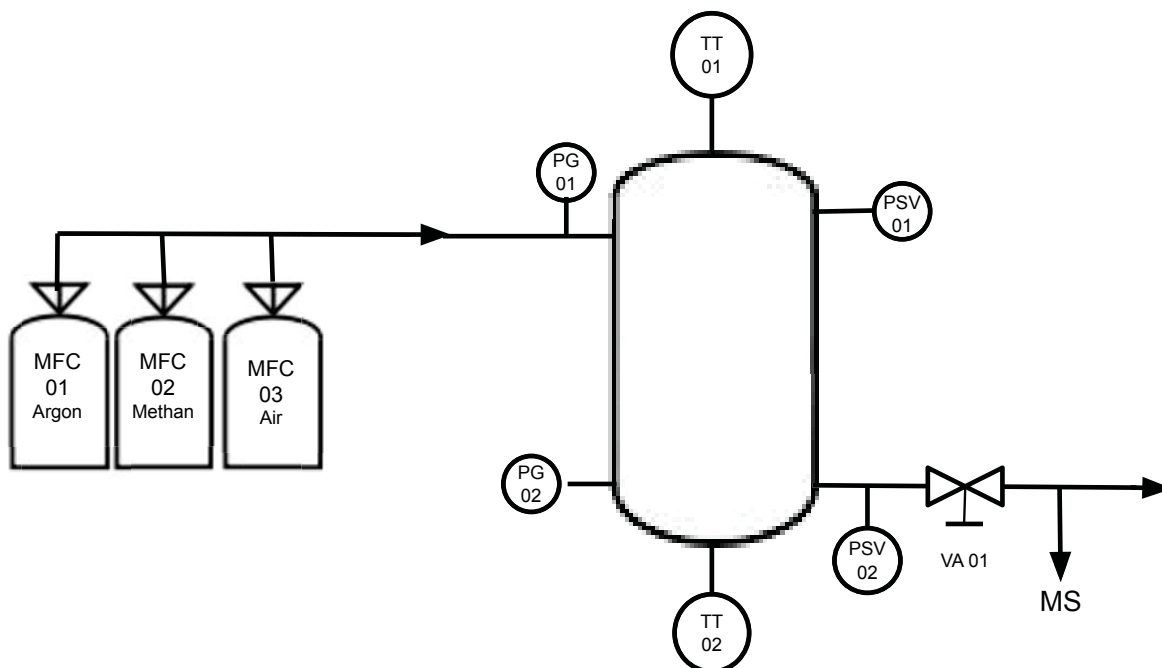 TT
01
PG
01
PSV
01
MFC
01
Argon
MFC
02
Methan
MFC
03
Air
PG
02
PSV
02
VA 01
MS
TT
02